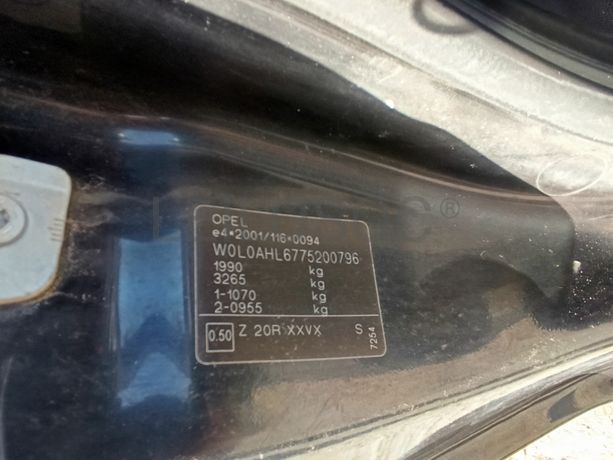 OPEL
e4*2001/116*0094
W0L0AHL6775200796
1990 kg
3265 kg
1-1070 kg
2-0955 kg
0.50 Z 20R XXVX S
7254